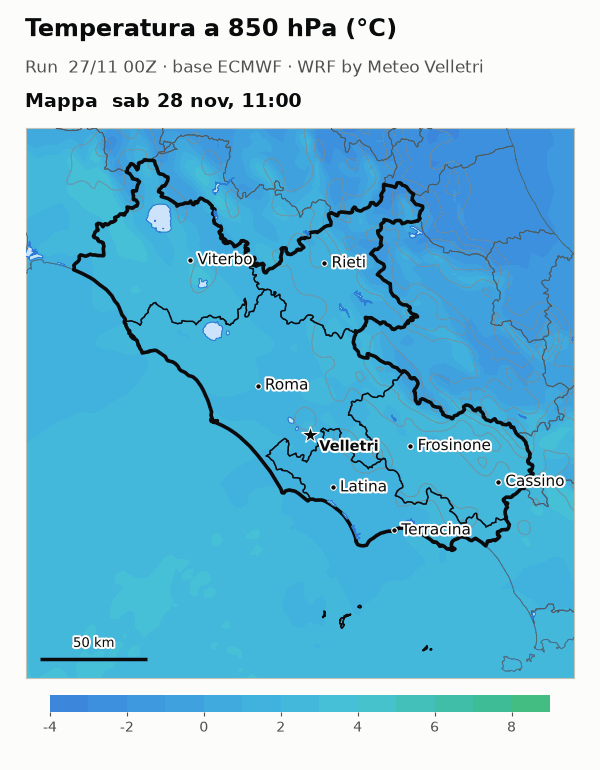 Temperatura a 850 hPa (°C)
Run 27/11 00Z · base ECMWF · WRF by Meteo Velletri
Mappa sab 28 nov, 11:00
Viterbo
Rieti
Roma
Velletri
Frosinone
Latina
Cassino
Terracina
50 km
-4 -2 0 2 4 6 8